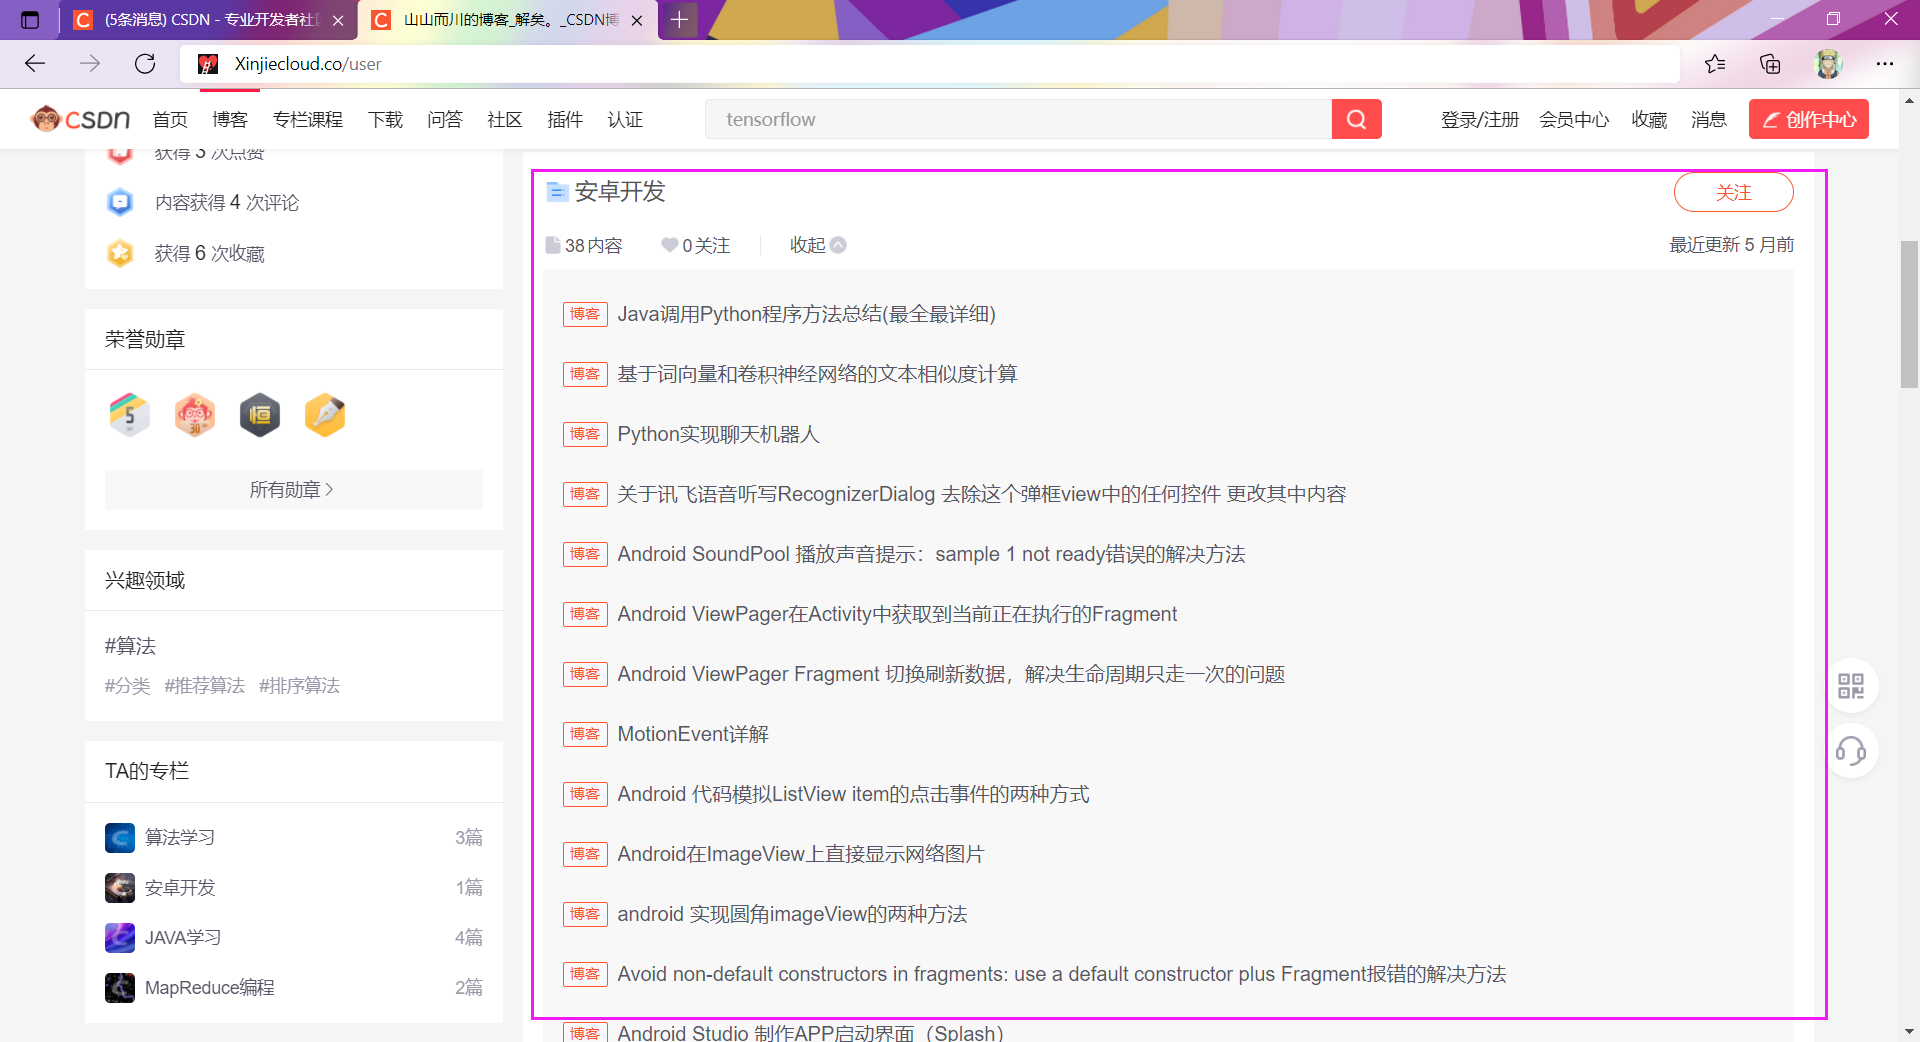 (5条消息) CSDN - 专业开发者社区
山山而川的博客_解矣。_CSDN博
Xinjiecloud.co/user
CSDN
首页 博客 专栏课程 下载 问答 社区 插件 认证
tensorflow
登录/注册 会员中心 收藏 消息 创作中心
获得 3 次点赞
内容获得 4 次评论
获得 6 次收藏
荣誉勋章
5
30
恒
所有勋章
兴趣领域
#算法
#分类 #推荐算法 #排序算法
TA的专栏
算法学习 3篇
安卓开发 1篇
JAVA学习 4篇
MapReduce编程 2篇
安卓开发 关注
38内容 0关注 收起 最近更新 5 月前
博客 Java调用Python程序方法总结(最全最详细)
博客 基于词向量和卷积神经网络的文本相似度计算
博客 Python实现聊天机器人
博客 关于讯飞语音听写RecognizerDialog 去除这个弹框view中的任何控件 更改其中内容
博客 Android SoundPool 播放声音提示：sample 1 not ready错误的解决方法
博客 Android ViewPager在Activity中获取到当前正在执行的Fragment
博客 Android ViewPager Fragment 切换刷新数据，解决生命周期只走一次的问题
博客 MotionEvent详解
博客 Android 代码模拟ListView item的点击事件的两种方式
博客 Android在ImageView上直接显示网络图片
博客 android 实现圆角imageView的两种方法
博客 Avoid non-default constructors in fragments: use a default constructor plus Fragment报错的解决方法
博客 Android Studio 制作APP启动界面（Splash）